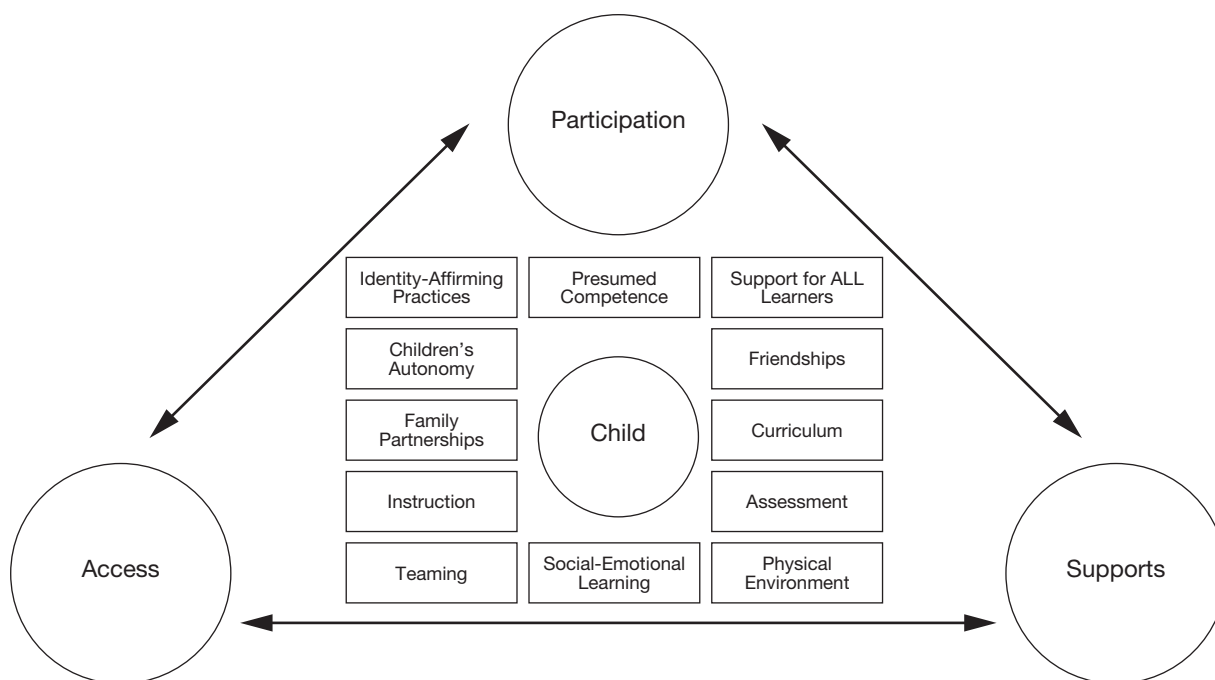 Participation
Identity-Affirming
Practices
Presumed
Competence
Support for ALL
Learners
Children’s
Autonomy
Friendships
Family
Partnerships
Child
Curriculum
Instruction
Assessment
Teaming
Social-Emotional
Learning
Physical
Environment
Access
Supports